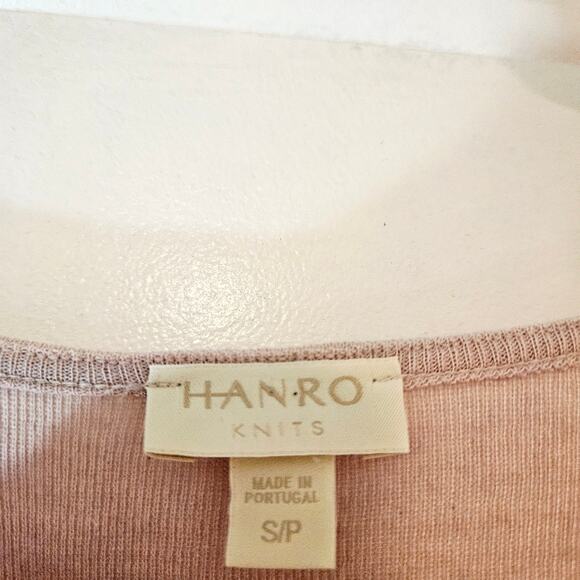 HANRO
KNITS
MADE IN
PORTUGAL
S/P